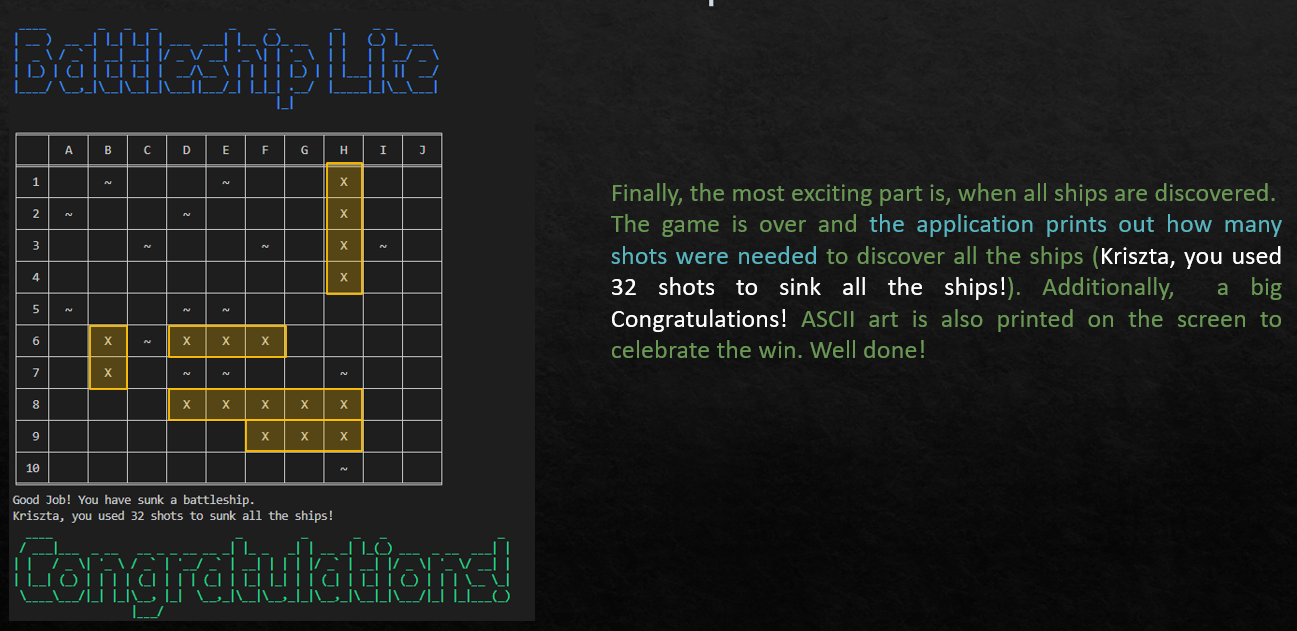 Battleship Lite
A B C D E F G H I J
1 ~ ~ X
2 ~ ~ X
3 ~ ~ X ~
4 X
5 ~ ~ ~
6 X ~ X X X
7 X ~ ~ ~
8 X X X X X
9 X X X
10 ~
Good Job! You have sunk a battleship.
Kriszta, you used 32 shots to sunk all the ships!
Congratulations!
Finally, the most exciting part is, when all ships are discovered.
The game is over and the application prints out how many
shots were needed to discover all the ships (Kriszta, you used
32 shots to sink all the ships!). Additionally, a big
Congratulations! ASCII art is also printed on the screen to
celebrate the win. Well done!